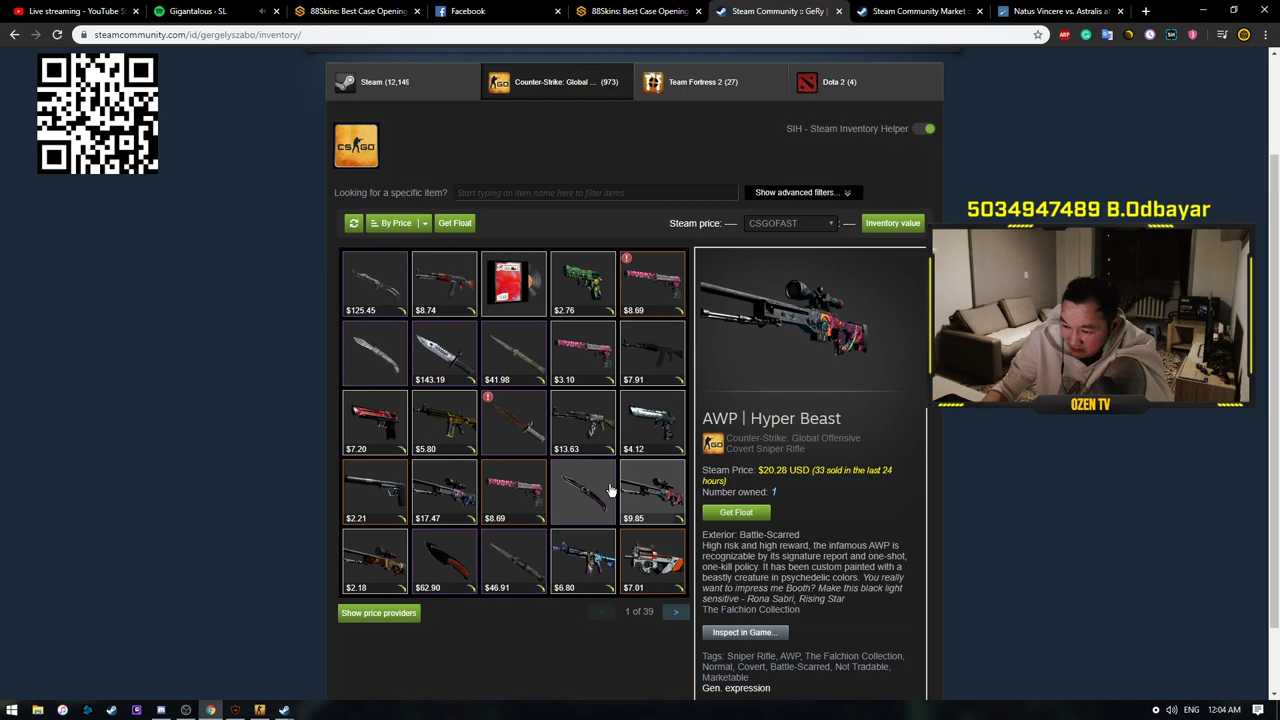 Live streaming - YouTube S
Gigantalous - SL
88Skins | Best Case Opening
Facebook
88Skins | Best Case Opening
Steam Community :: GeRy
Steam Community Market
Natus Vincere vs. Astralis at
steamcommunity.com/id/gergelyszabo/inventory/
Steam (12,149
Counter-Strike: Global ... (973)
Team Fortress 2 (27)
Dota 2 (4)
CS:GO
SIH - Steam Inventory Helper
Looking for a specific item?
Start typing an item name here to filter items
Show advanced filters...
By Price
Get Float
Steam price: ---
CSGOFAST
: ---
Inventory value
5034947489 B.Odbayar
$125.45
$8.74
$2.76
$8.69
$143.19
$41.98
$3.10
$7.91
$7.20
$5.80
$13.63
$4.12
$2.21
$17.47
$8.69
$9.85
$2.18
$62.90
$46.91
$6.80
$7.01
Show price providers
<
1 of 39
>
AWP | Hyper Beast
Counter-Strike: Global Offensive
Covert Sniper Rifle
Steam Price: $20.28 USD (33 sold in the last 24
hours)
Number owned: 1
Get Float
Exterior: Battle-Scarred
High risk and high reward, the infamous AWP is
recognizable by its signature report and one-shot,
one-kill policy. It has been custom painted with a
beastly creature in psychedelic colors. You really
want to impress me Booth? Make this black light
sensitive - Rona Sabri, Rising Star
The Falchion Collection
Inspect in Game...
Tags: Sniper Rifle, AWP, The Falchion Collection,
Normal, Covert, Battle-Scarred, Not Tradable,
Marketable
Gen. expression
OZEN TV
ENG
12:04 AM